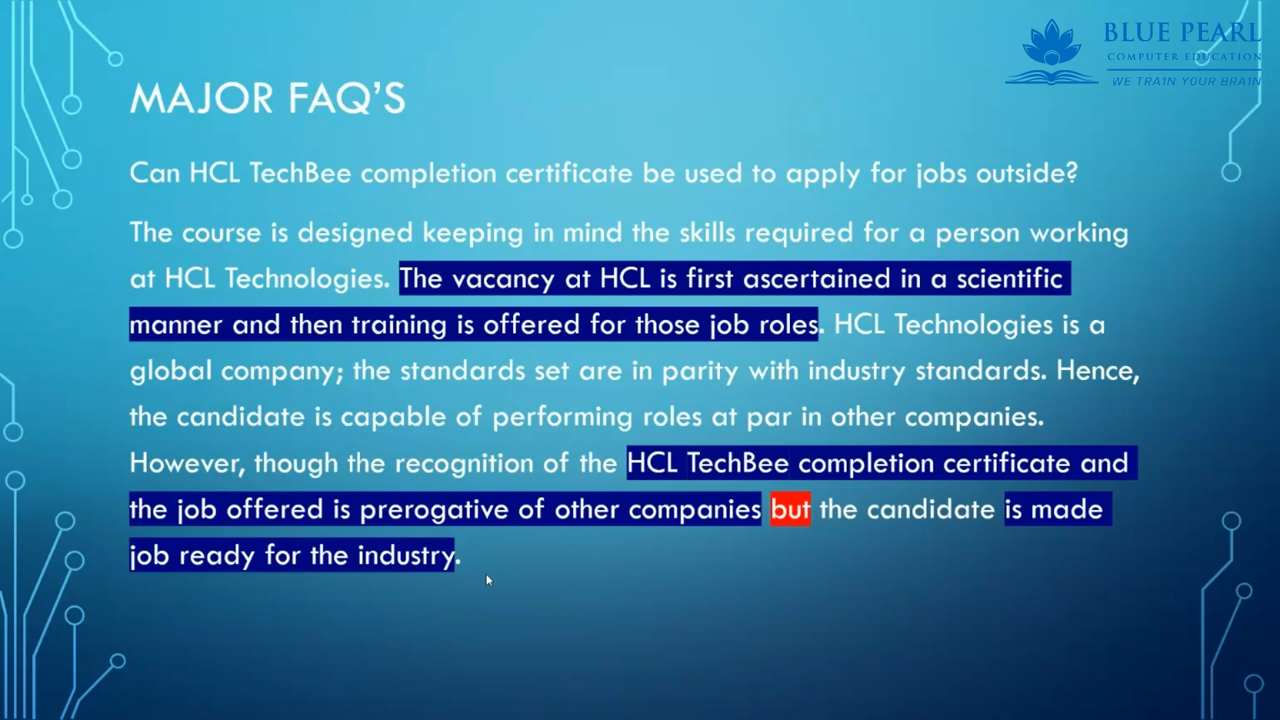 BLUE PEARL
COMPUTER EDUCATION
WE TRA1N YOUR BRA1N
MAJOR FAQ'S
Can HCL TechBee completion certificate be used to apply for jobs outside?
The course is designed keeping in mind the skills required for a person working
at HCL Technologies. The vacancy at HCL is first ascertained in a scientific
manner and then training is offered for those job roles. HCL Technologies is a
global company; the standards set are in parity with industry standards. Hence,
the candidate is capable of performing roles at par in other companies.
However, though the recognition of the HCL TechBee completion certificate and
the job offered is prerogative of other companies but the candidate is made
job ready for the industry.